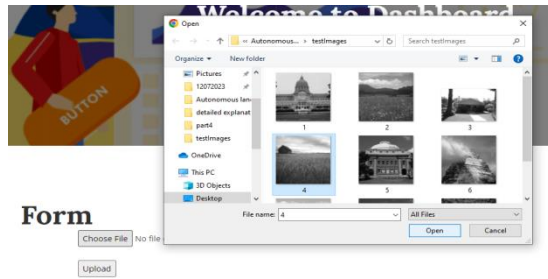 Welcome to Dashboard
Open
Autonomous... › testImages
Search testImages
Organize
New folder
Pictures
12072023
Autonomous lan
detailed explanat
part4
testImages
OneDrive
This PC
3D Objects
Desktop
1
2
3
4
5
6
File name: 4
All Files
Open
Cancel
BUTTON
Form
Choose File No file
Upload